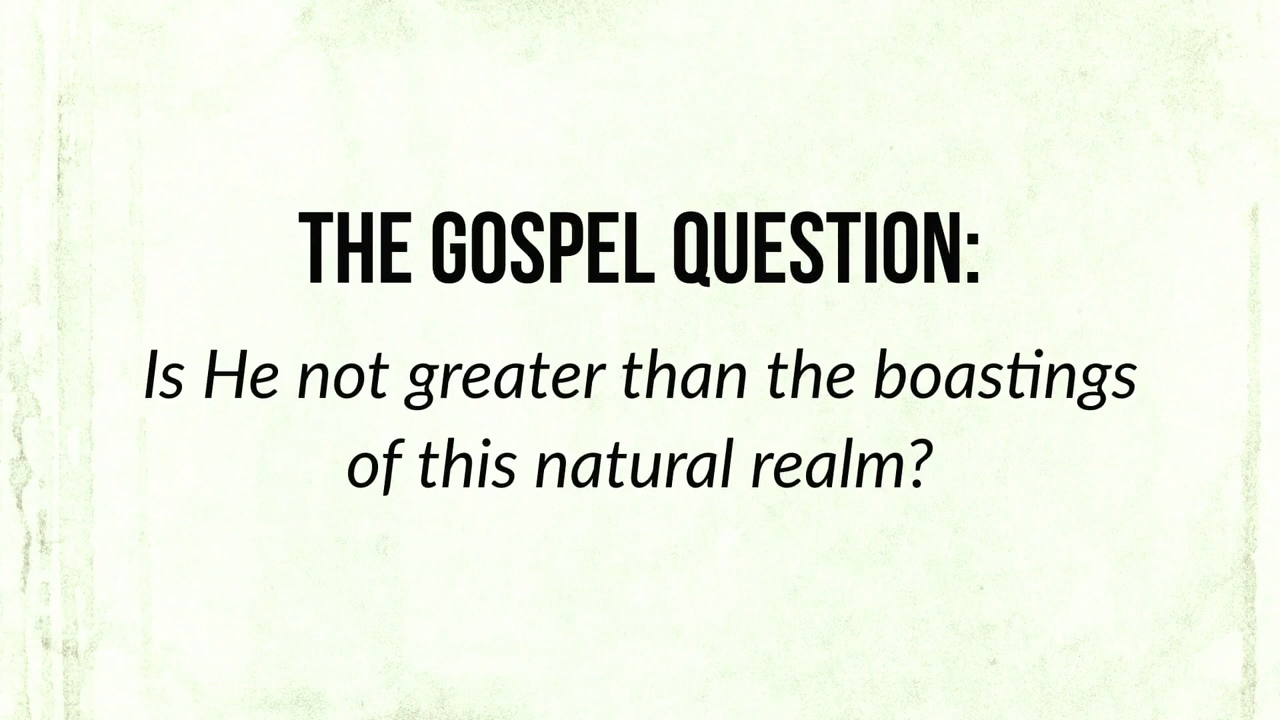 THE GOSPEL QUESTION:
Is He not greater than the boastings
of this natural realm?